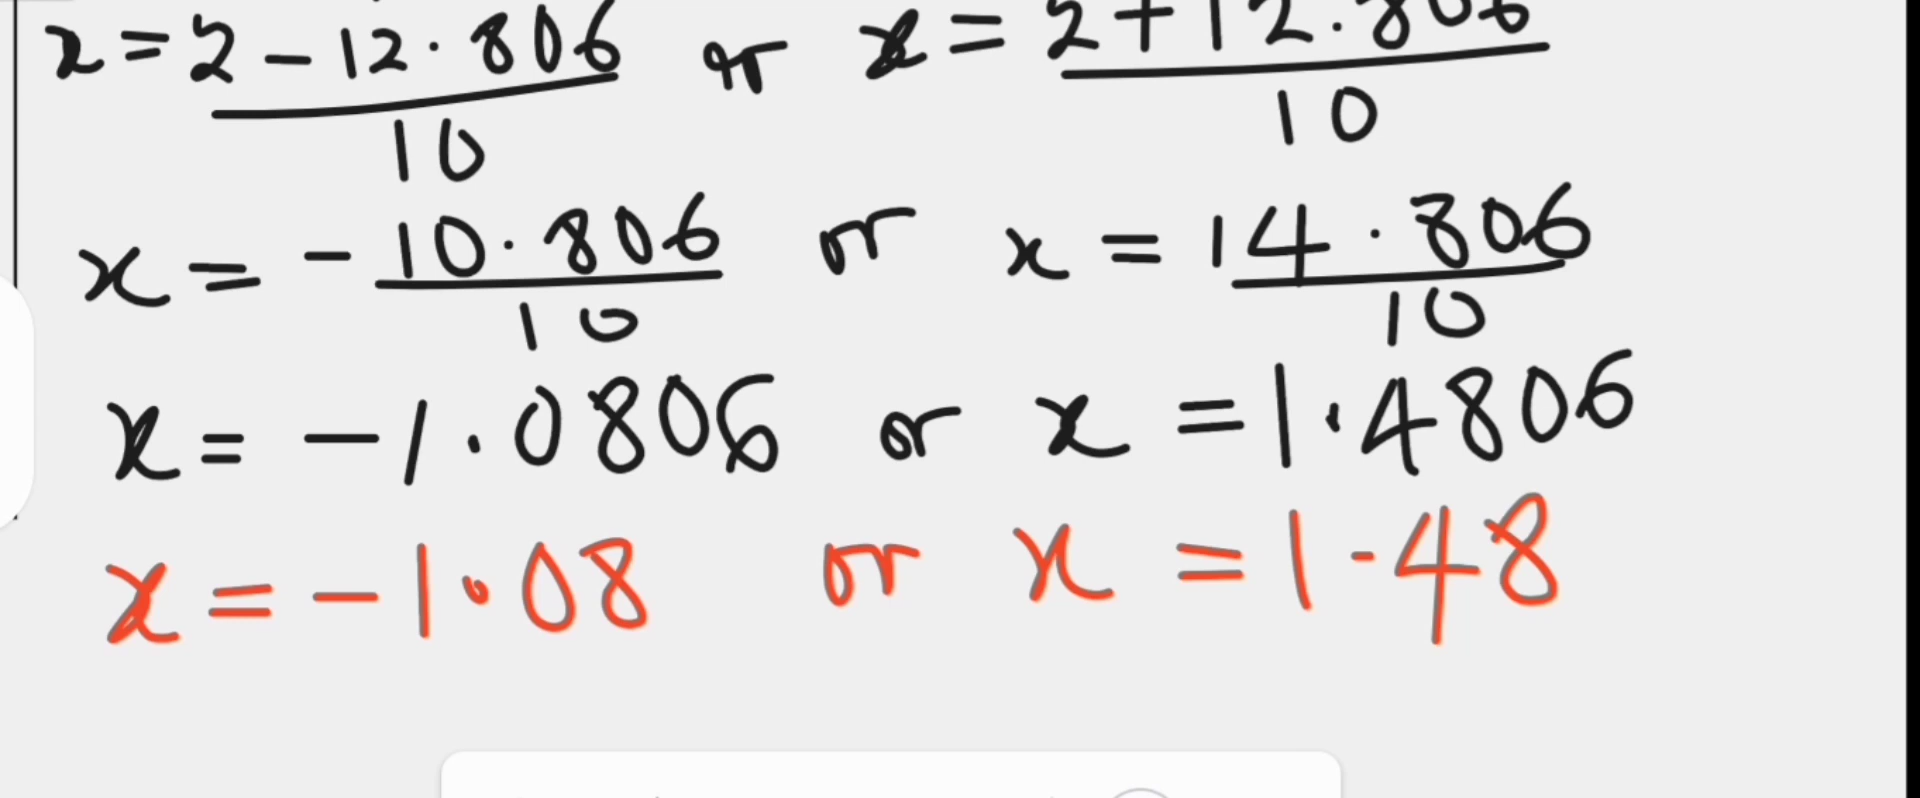 x = 2 - 12.806 or x = 2 + 12.806
10 10
x = - 10.806 or x = 14.806
10 10
x = -1.0806 or x = 1.4806
x = -1.08 or x = 1.48